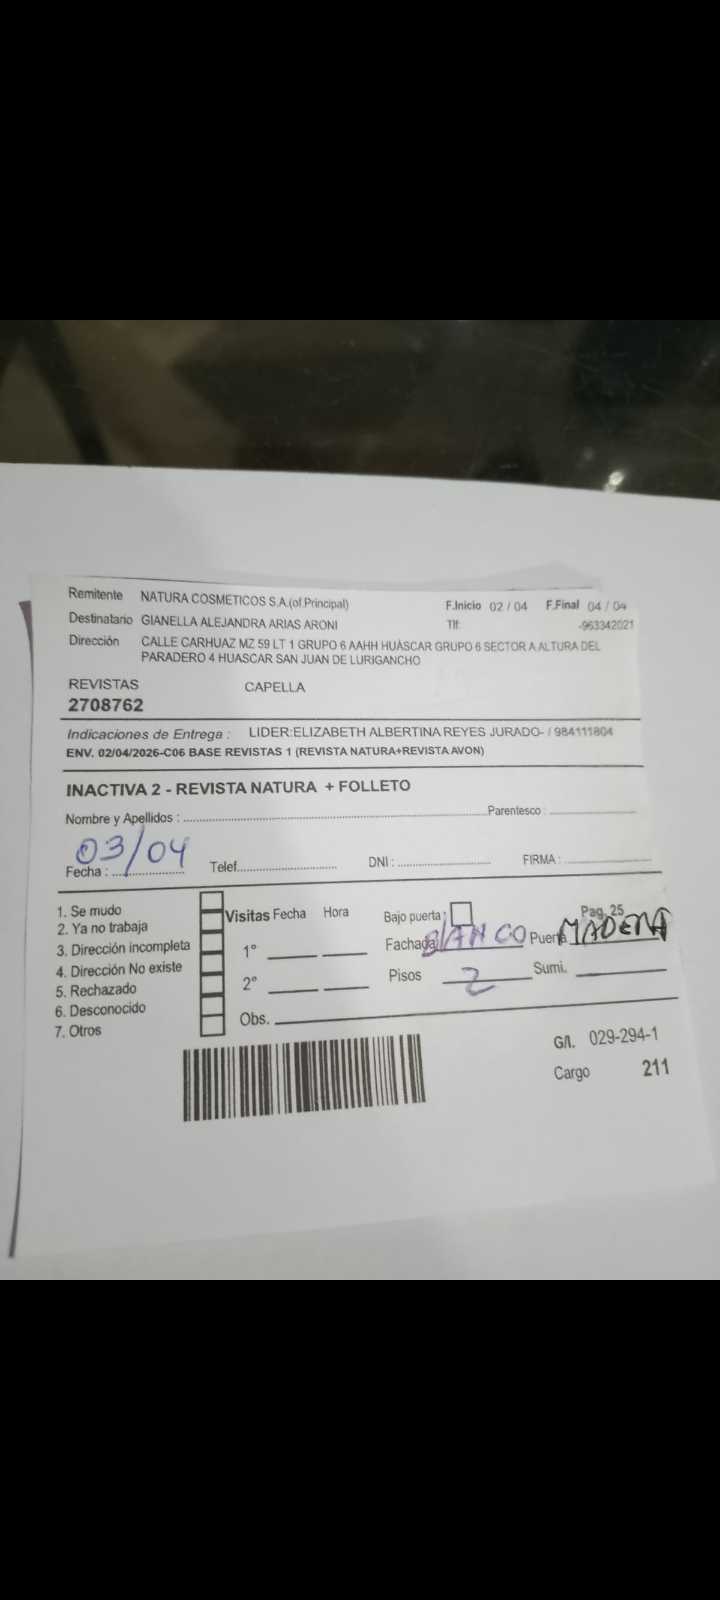 Remitente NATURA COSMETICOS S.A.(of.Principal) F.Inicio 02 / 04 F.Final 04 / 04
Destinatario GIANELLA ALEJANDRA ARIAS ARONI Tlf: -963342021
Dirección CALLE CARHUAZ MZ 59 LT 1 GRUPO 6 AAHH HUÀSCAR GRUPO 6 SECTOR A ALTURA DEL
PARADERO 4 HUASCAR SAN JUAN DE LURIGANCHO
REVISTAS CAPELLA
2708762
Indicaciones de Entrega : LIDER:ELIZABETH ALBERTINA REYES JURADO- / 984111804
ENV. 02/04/2026-C06 BASE REVISTAS 1 (REVISTA NATURA+REVISTA AVON)
INACTIVA 2 - REVISTA NATURA + FOLLETO
Nombre y Apellidos : Parentesco :
Fecha : 03/04 Telef. DNI : FIRMA :
1. Se mudo
2. Ya no trabaja
3. Dirección incompleta
4. Dirección No existe
5. Rechazado
6. Desconocido
7. Otros
Visitas Fecha Hora Bajo puerta: Pag. 25
1° Fachada BLANCO Puerta MADERA
2° Pisos 2 Sumi.
Obs.
G/I. 029-294-1
Cargo 211